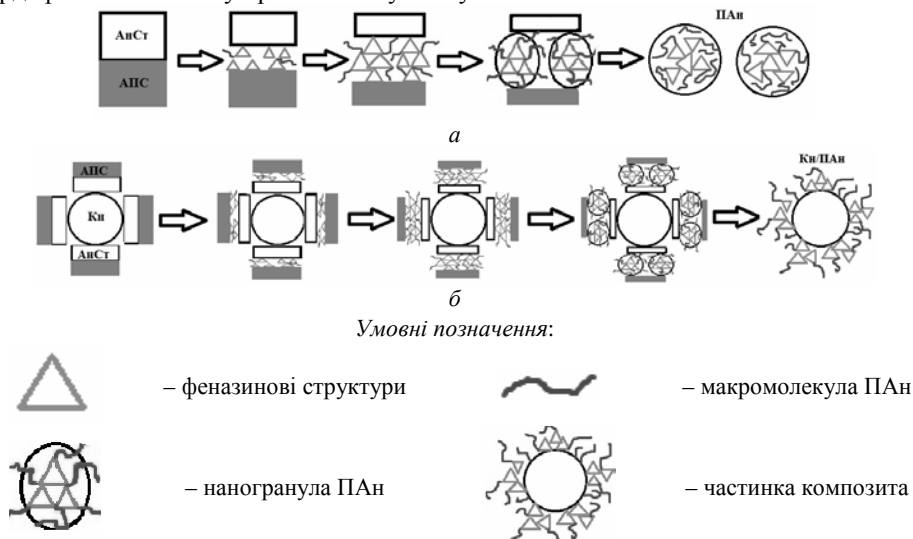 АнСт
АПС
ПАн
а
АПС
Кн
АнСт
Кн/ПАн
б
Умовні позначення:
– феназинові структури
– макромолекула ПАн
– наногранула ПАн
– частинка композита